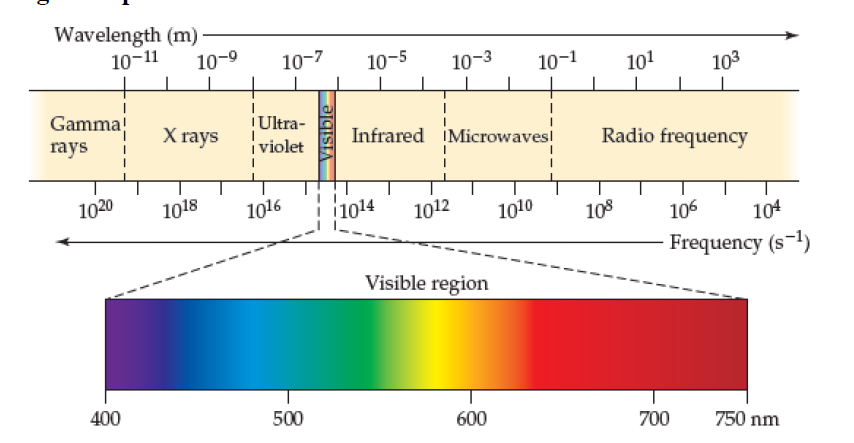 Wavelength (m)
10⁻¹¹ 10⁻⁹ 10⁻⁷ 10⁻⁵ 10⁻³ 10⁻¹ 10¹ 10³
Gamma rays X rays Ultra-violet Visible Infrared Microwaves Radio frequency
10²⁰ 10¹⁸ 10¹⁶ 10¹⁴ 10¹² 10¹⁰ 10⁸ 10⁶ 10⁴
Frequency (s⁻¹)
Visible region
400 500 600 700 750 nm